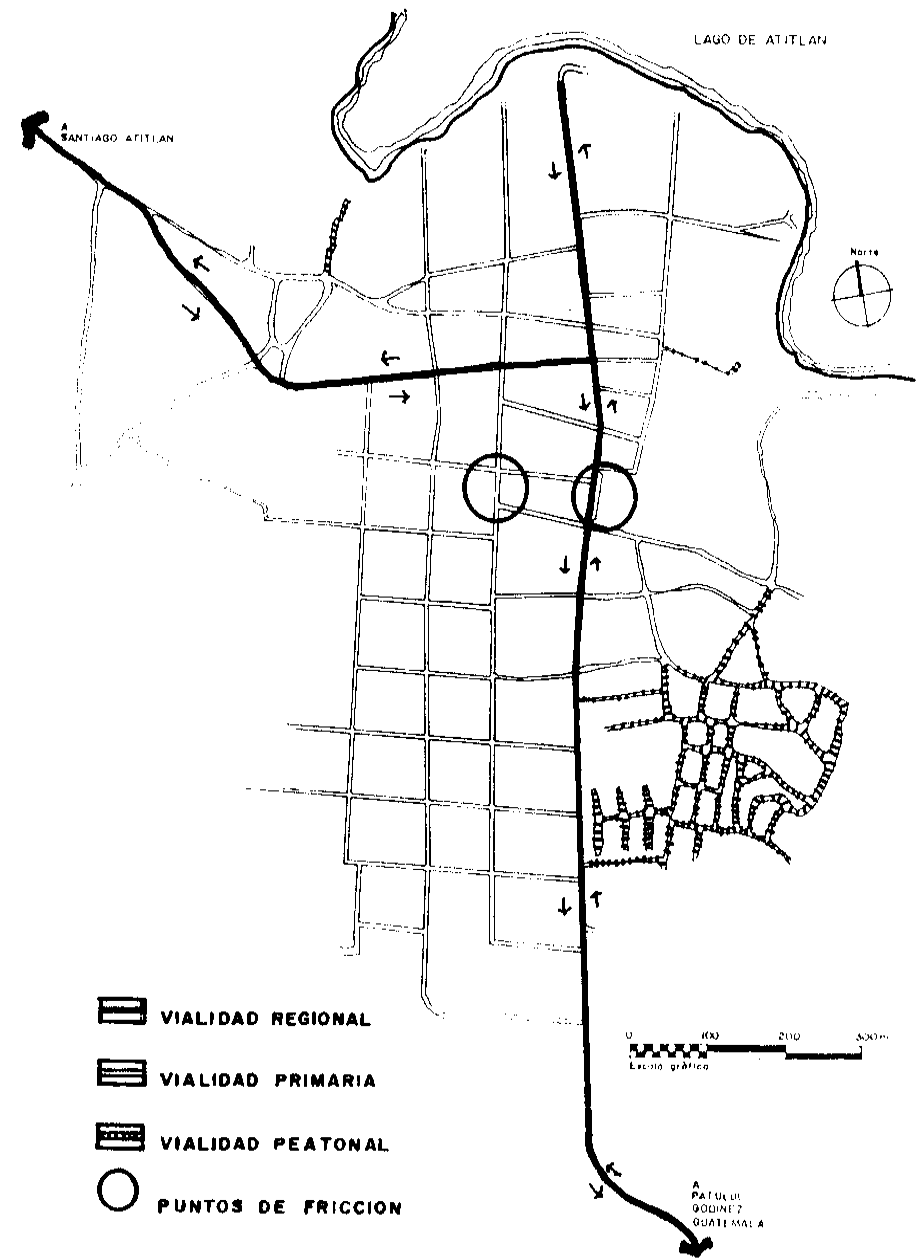 LAGO DE ATITLAN
A
SANTIAGO ATITLAN
Norte
VIALIDAD REGIONAL
VIALIDAD PRIMARIA
VIALIDAD PEATONAL
PUNTOS DE FRICCION
0 100 200 300m
Escala gráfica
A
PATULUL
GODINEZ
GUATEMALA